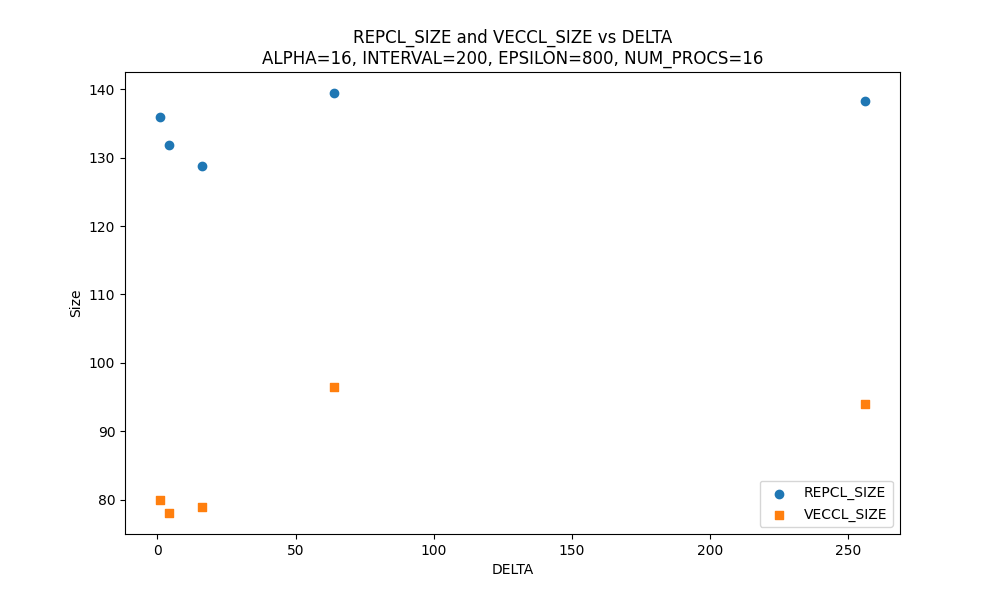 REPCL_SIZE and VECCL_SIZE vs DELTA
ALPHA=16, INTERVAL=200, EPSILON=800, NUM_PROCS=16
140
130
120
110
100
90
80
Size
0 50 100 150 200 250
DELTA
REPCL_SIZE
VECCL_SIZE